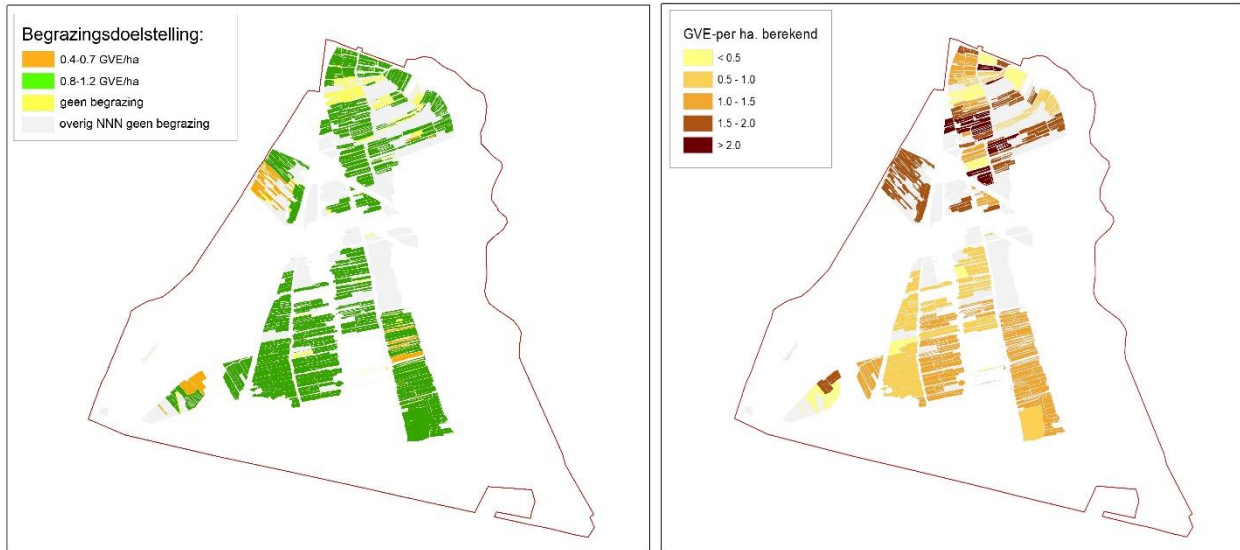 Begrazingsdoelstelling:
0.4-0.7 GVE/ha
0.8-1.2 GVE/ha
geen begrazing
overig NNN geen begrazing
GVE-per ha. berekend
< 0.5
0.5 - 1.0
1.0 - 1.5
1.5 - 2.0
> 2.0